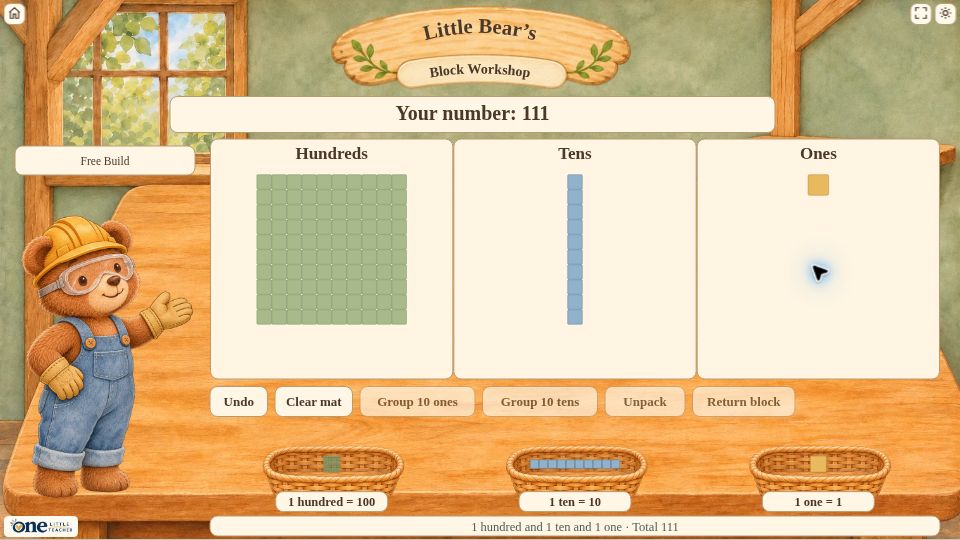 Little Bear's
Block Workshop
Your number: 111
Free Build
Hundreds
Tens
Ones
Undo
Clear mat
Group 10 ones
Group 10 tens
Unpack
Return block
1 hundred = 100
1 ten = 10
1 one = 1
one LITTLE TEACHER
1 hundred and 1 ten and 1 one · Total 111